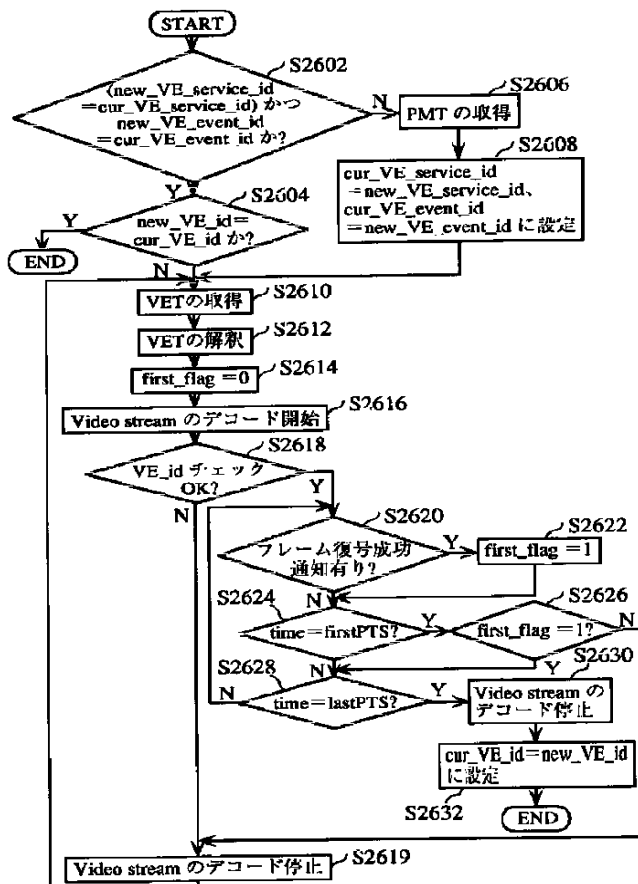 START
S2602
(new_VE_service_id
=cur_VE_service_id) かつ
new_VE_event_id
=cur_VE_event_id か?
N
S2606
PMT の取得
S2608
cur_VE_service_id
=new_VE_service_id、
cur_VE_event_id
=new_VE_event_id に設定
Y
S2604
Y
new_VE_id=
cur_VE_id か?
END
N
S2610
VETの取得
S2612
VETの解釈
S2614
first_flag =0
S2616
Video stream のデコード開始
S2618
VE_id チェック
OK?
Y
N
S2620
フレーム復号成功
通知有り?
Y
S2622
first_flag =1
N
S2624
time=firstPTS?
Y
S2626
first_flag =1?
N
N
Y
S2628
time=lastPTS?
N
Y
S2630
Video stream の
デコード停止
cur_VE_id=new_VE_id
に設定
S2632
END
S2619
Video stream のデコード停止